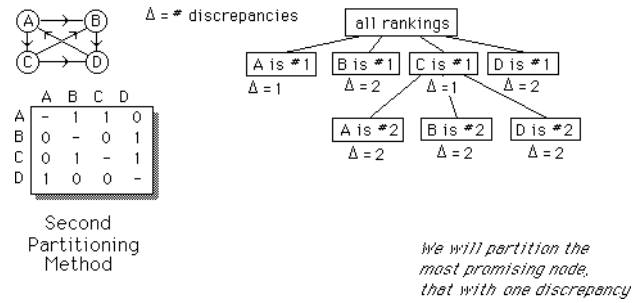 A B
C D
Δ = # discrepancies
all rankings
A is #1 B is #1 C is #1 D is #1
Δ = 1 Δ = 2 Δ = 1 Δ = 2
A is #2 B is #2 D is #2
Δ = 2 Δ = 2 Δ = 2
A B C D
A - 1 1 0
B 0 - 0 1
C 0 1 - 1
D 1 0 0 -
Second
Partitioning
Method
We will partition the
most promising node,
that with one discrepancy